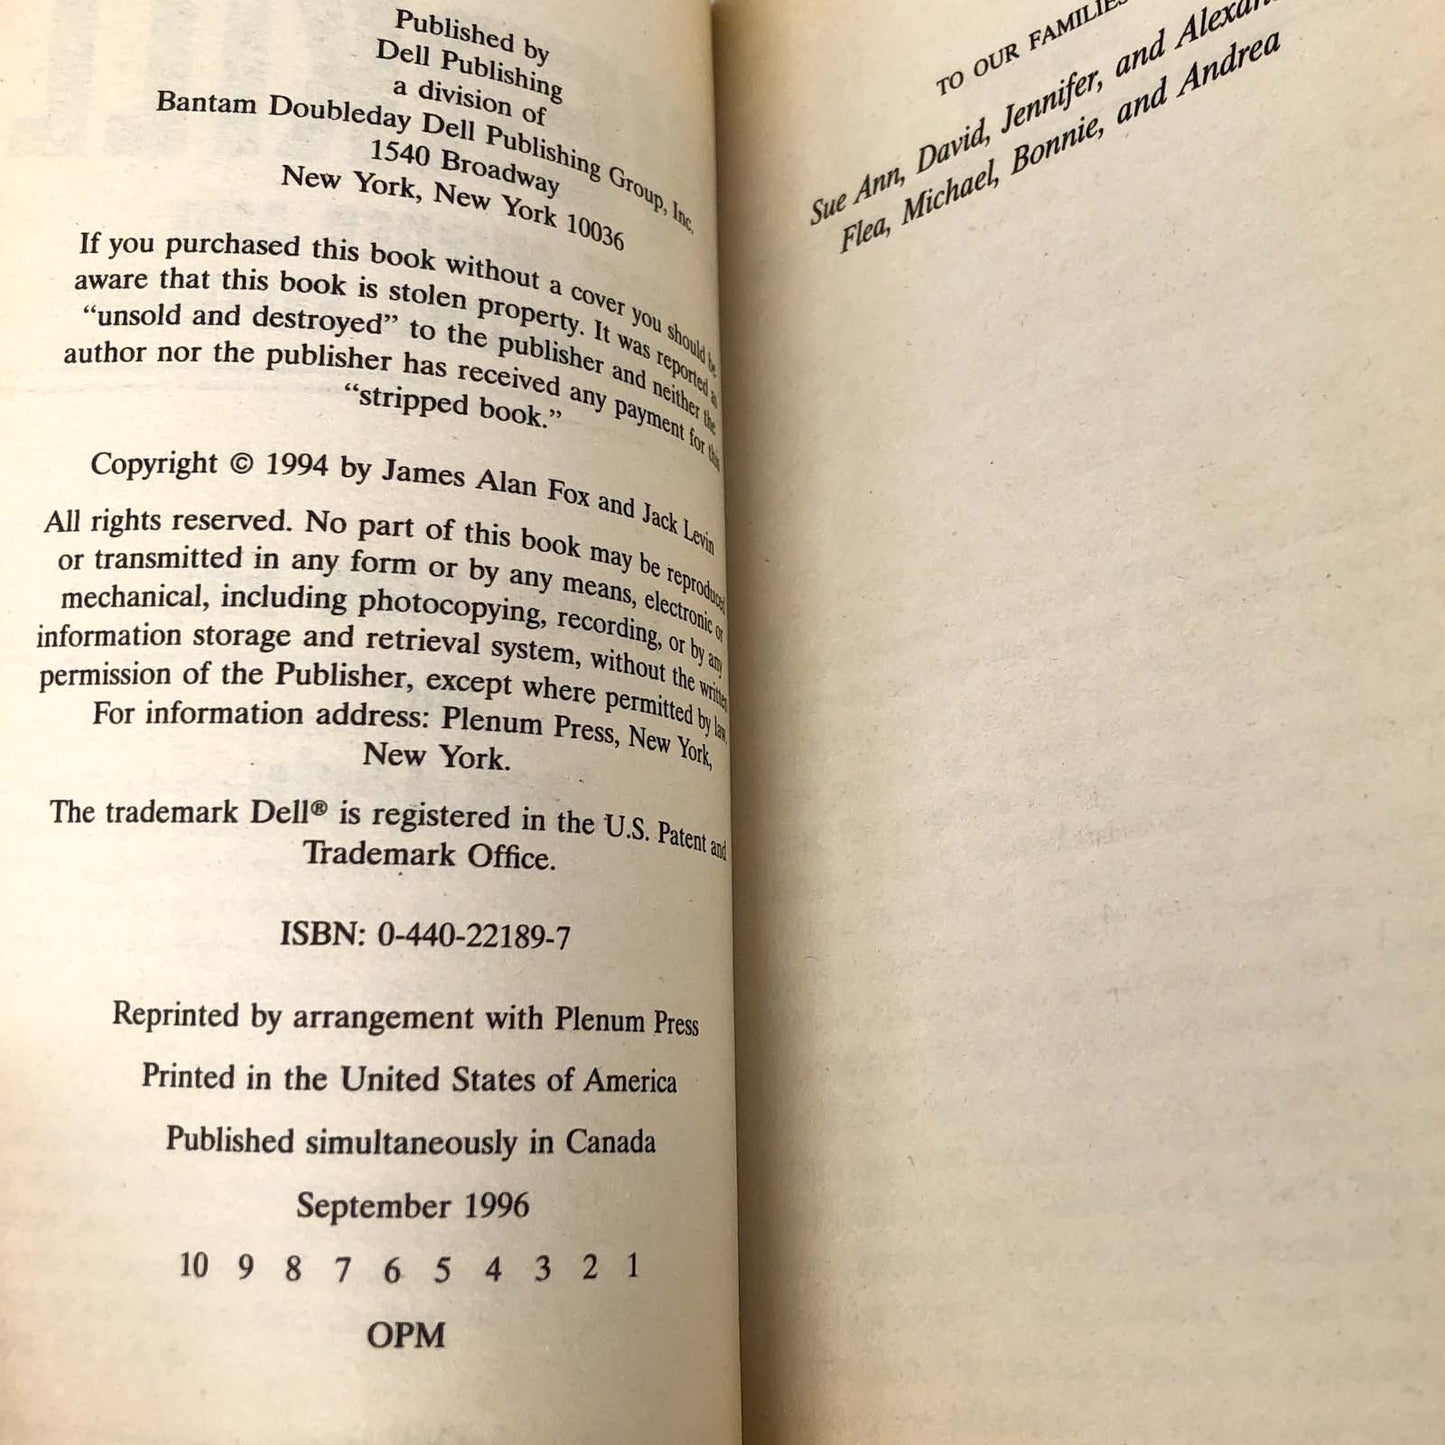 Published by
Dell Publishing
a division of
Bantam Doubleday Dell Publishing Group, Inc.
1540 Broadway
New York, New York 10036
If you purchased this book without a cover you should be
aware that this book is stolen property. It was reported as
“unsold and destroyed” to the publisher and neither the
author nor the publisher has received any payment for this
“stripped book.”
Copyright © 1994 by James Alan Fox and Jack Levin
All rights reserved. No part of this book may be reproduced
or transmitted in any form or by any means, electronic or
mechanical, including photocopying, recording, or by any
information storage and retrieval system, without the written
permission of the Publisher, except where permitted by law.
For information address: Plenum Press, New York,
New York.
The trademark Dell® is registered in the U.S. Patent and
Trademark Office.
ISBN: 0-440-22189-7
Reprinted by arrangement with Plenum Press
Printed in the United States of America
Published simultaneously in Canada
September 1996
10 9 8 7 6 5 4 3 2 1
OPM
TO OUR FAMILIES
Sue Ann, David, Jennifer, and
Flea, Michael, Bonnie, and Andrea